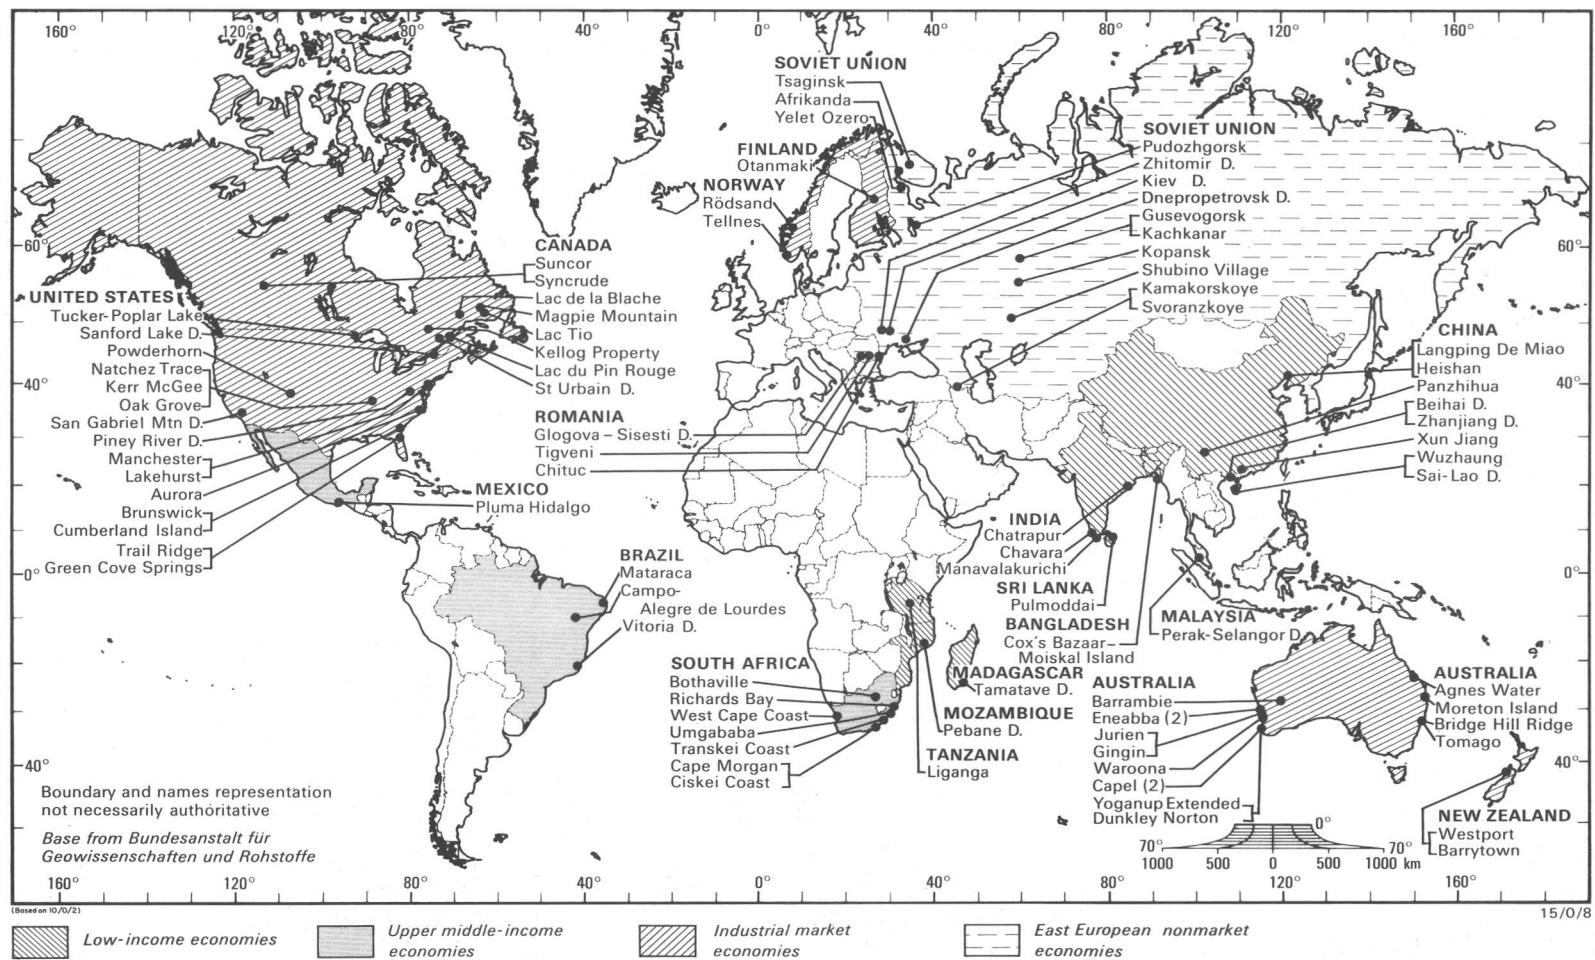 160°
120°
80°
40°
0°
40°
80°
120°
160°
SOVIET UNION
Tsaginsk
Afrikanda
Yelet Ozero
FINLAND
Otanmaki
NORWAY
Rödsand
Tellnes
SOVIET UNION
Pudozhgorsk
Zhitomir D.
Kiev D.
Dnepropetrovsk D.
Gusevogorsk
Kachkanar
Kopansk
Shubino Village
Kamakorskoye
Svoranzkoye
60°
60°
CANADA
Suncor
Syncrude
Lac de la Blache
Magpie Mountain
Lac Tio
Kellog Property
Lac du Pin Rouge
St Urbain D.
UNITED STATES
Tucker-Poplar Lake
Sanford Lake D.
Powderhorn
Natchez Trace
Kerr McGee
Oak Grove
San Gabriel Mtn D.
Piney River D.
Manchester
Lakehurst
Aurora
Brunswick
Cumberland Island
Trail Ridge
Green Cove Springs
40°
40°
ROMANIA
Glogova – Sisesti D.
Tigveni
Chituc
CHINA
Langping De Miao
Heishan
Panzhihua
Beihai D.
Zhanjiang D.
Xun Jiang
Wuzhaung
Sai-Lao D.
MEXICO
Pluma Hidalgo
INDIA
Chatrapur
Chavara
Manavalakurichi
SRI LANKA
Pulmoddai
BANGLADESH
Cox's Bazaar–
Moiskal Island
MALAYSIA
Perak-Selangor D.
0°
0°
BRAZIL
Mataraca
Campo-
Alegre de Lourdes
Vitoria D.
SOUTH AFRICA
Bothaville
Richards Bay
West Cape Coast
Umgababa
Transkei Coast
Cape Morgan
Ciskei Coast
MADAGASCAR
Tamatave D.
MOZAMBIQUE
Pebane D.
TANZANIA
Liganga
AUSTRALIA
Barrambie
Eneabba (2)
Jurien
Gingin
Waroona
Capel (2)
Yoganup Extended
Dunkley Norton
AUSTRALIA
Agnes Water
Moreton Island
Bridge Hill Ridge
Tomago
NEW ZEALAND
Westport
Barrytown
40°
40°
Boundary and names representation
not necessarily authoritative
Base from Bundesanstalt für
Geowissenschaften und Rohstoffe
0°
70°
70°
1000 500 0 500 1000 km
160°
120°
80°
40°
0°
40°
80°
120°
160°
(Based on 10/0/2)
15/0/8
Low-income economies
Upper middle-income
economies
Industrial market
economies
East European nonmarket
economies